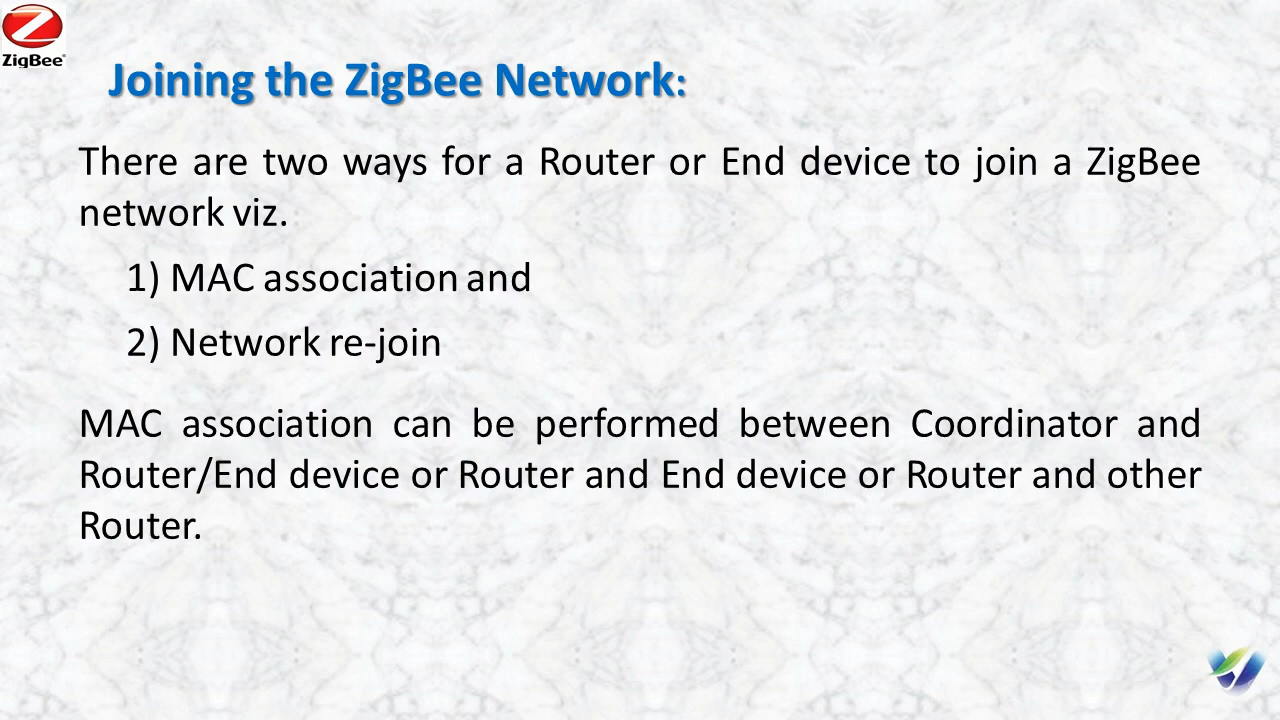 ZigBee®
Joining the ZigBee Network:
There are two ways for a Router or End device to join a ZigBee
network viz.
1) MAC association and
2) Network re-join
MAC association can be performed between Coordinator and
Router/End device or Router and End device or Router and other
Router.